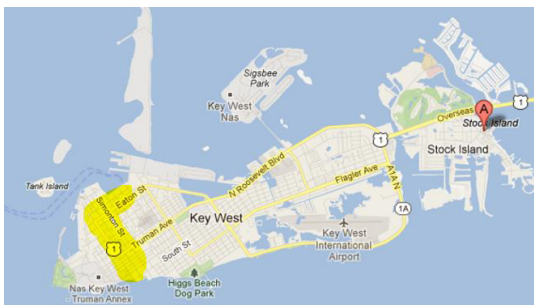 Sigsbee
Park
Key West
Nas
1
Overseas
A
Stock Island
1
Stock Island
N Roosevelt Blvd
Flagler Ave
A1A N
Tank Island
Eaton St
Simonton St
Truman Ave
Key West
1A
1
South St
Key West
International
Airport
Nas Key West
- Truman Annex
Higgs Beach
Dog Park